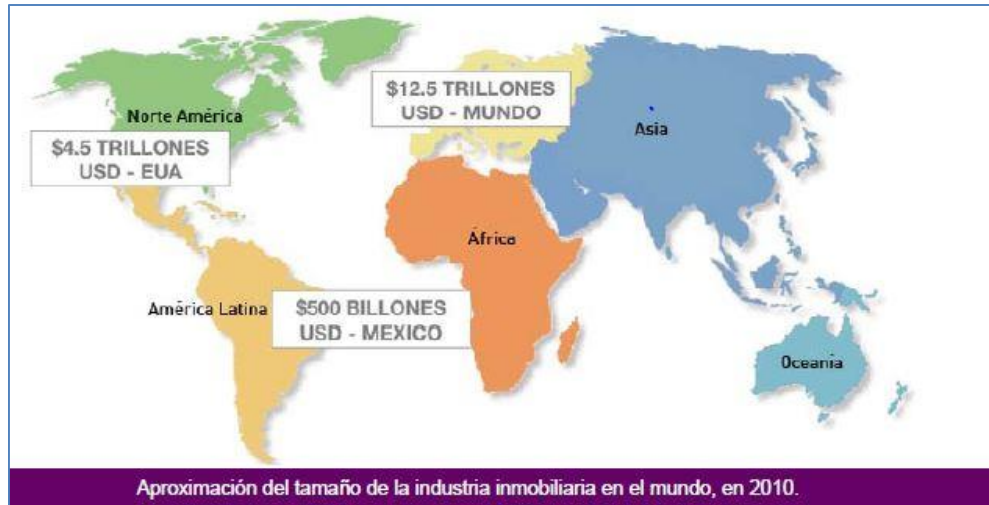 $12.5 TRILLONES
USD - MUNDO
Norte América
Asia
$4.5 TRILLONES
USD - EUA
África
América Latina
$500 BILLONES
USD - MEXICO
Oceanía
Aproximación del tamaño de la industria inmobiliaria en el mundo, en 2010.